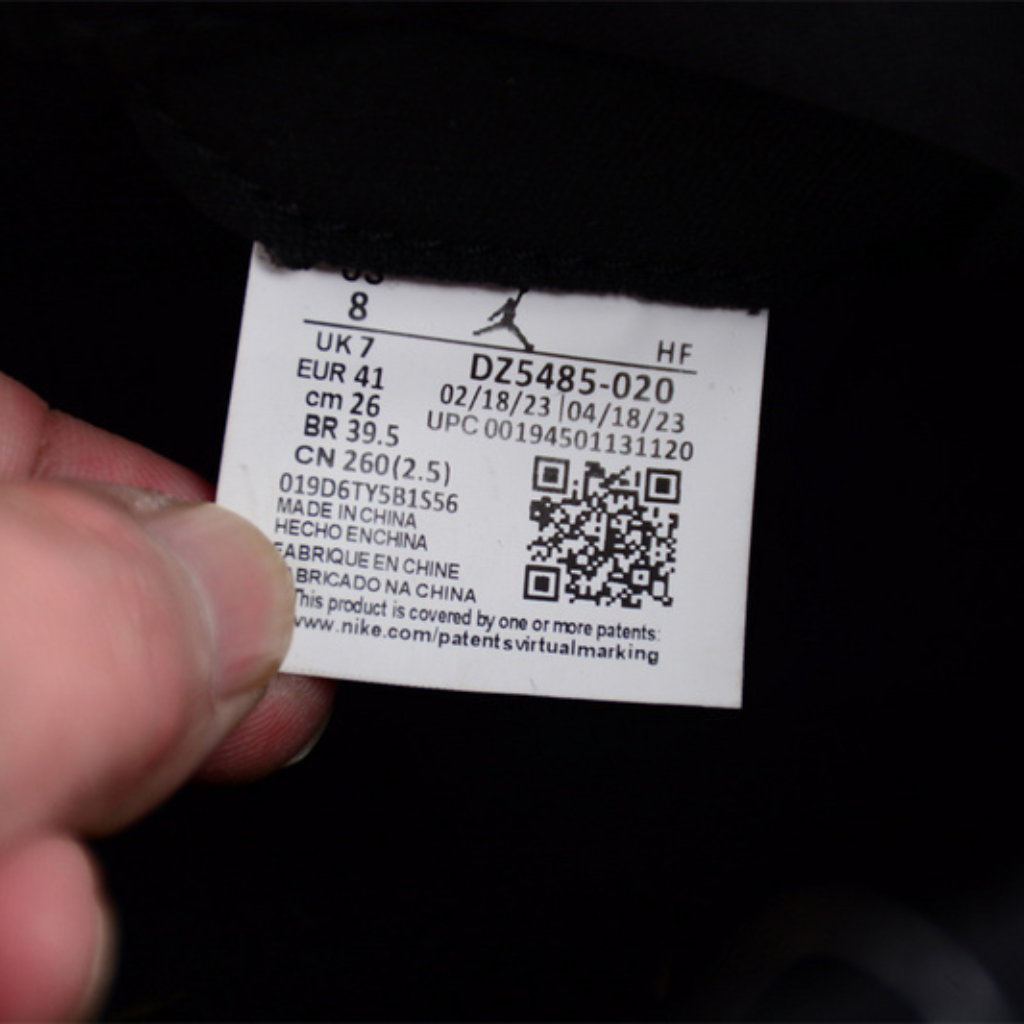 US
8
HF
UK 7
DZ5485-020
EUR 41
02/18/23 | 04/18/23
cm 26
UPC 00194501131120
BR 39.5
CN 260(2.5)
019D6TY5B1S56
MADE IN CHINA
HECHO ENCHINA
FABRIQUE EN CHINE
ABRICADO NA CHINA
This product is covered by one or more patents:
www.nike.com/patentsvirtualmarking